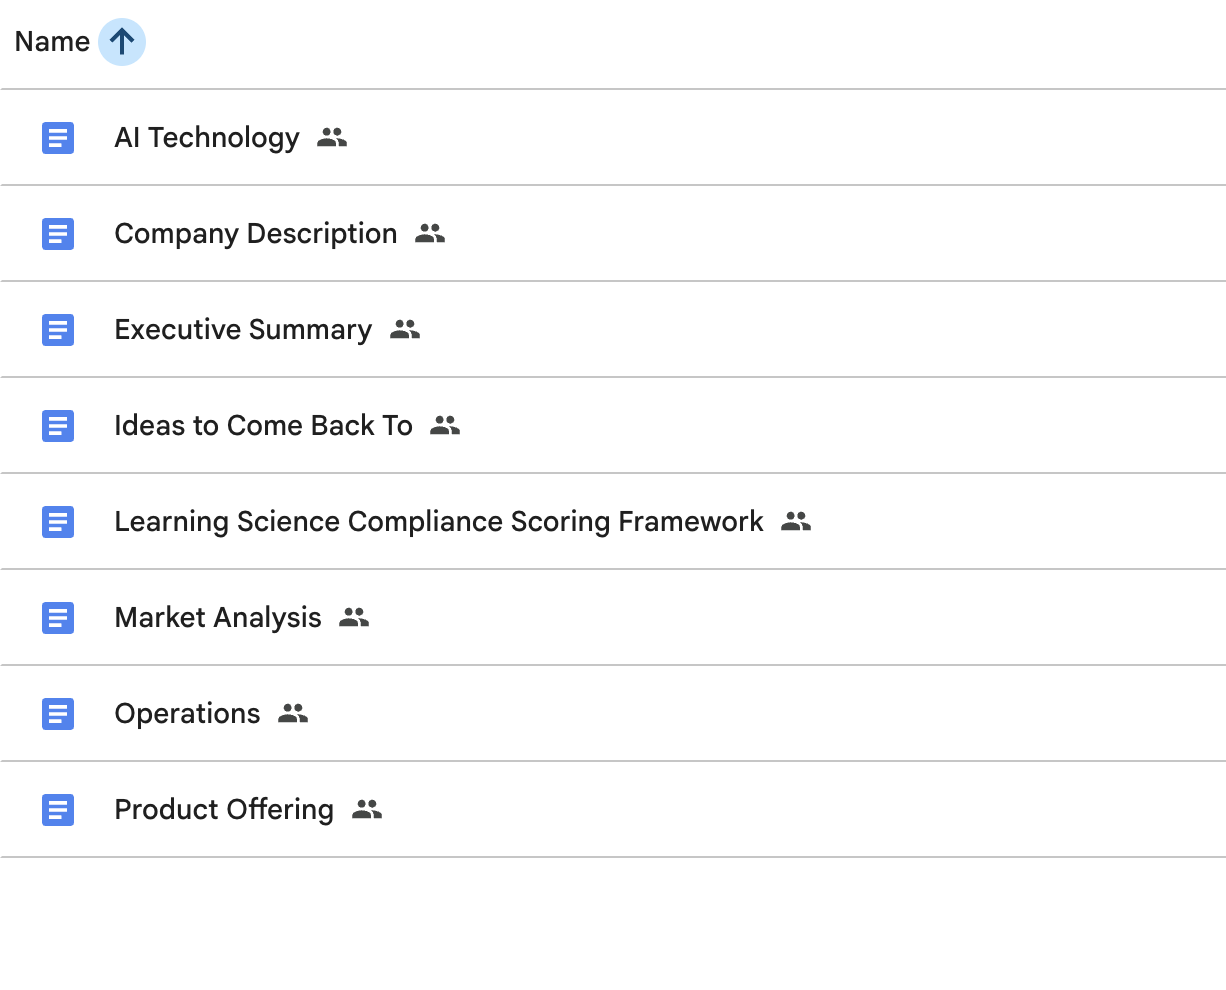 Name
AI Technology
Company Description
Executive Summary
Ideas to Come Back To
Learning Science Compliance Scoring Framework
Market Analysis
Operations
Product Offering